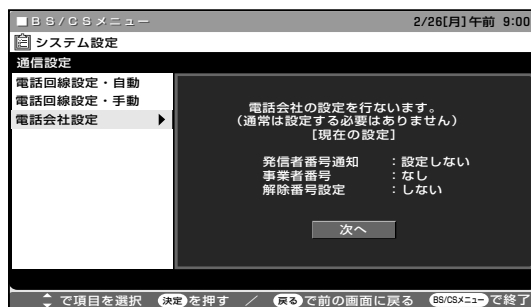 ■BS/CSメニュー 2/26[月]午前 9:00
システム設定
通信設定
電話回線設定・自動
電話回線設定・手動
電話会社設定
電話会社の設定を行ないます。
（通常は設定する必要はありません）
［現在の設定］
発信者番号通知 ：設定しない
事業者番号 ：なし
解除番号設定 ：しない
次へ
で項目を選択 決定を押す ／ 戻るで前の画面に戻る BS/CSメニューで終了